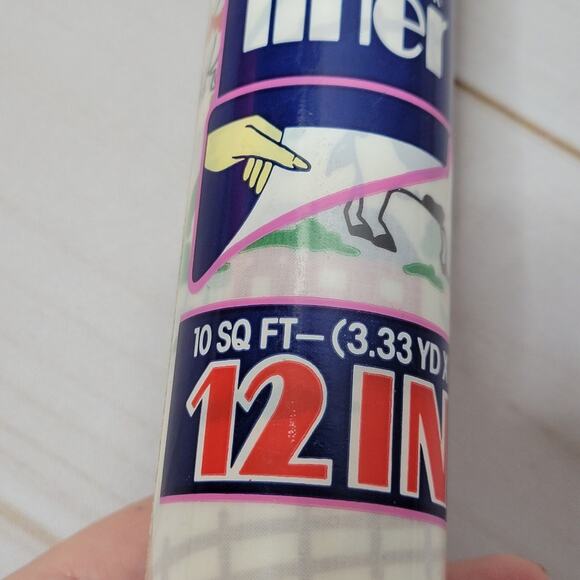 liner
10 SQ FT—(3.33 YD X
12 IN